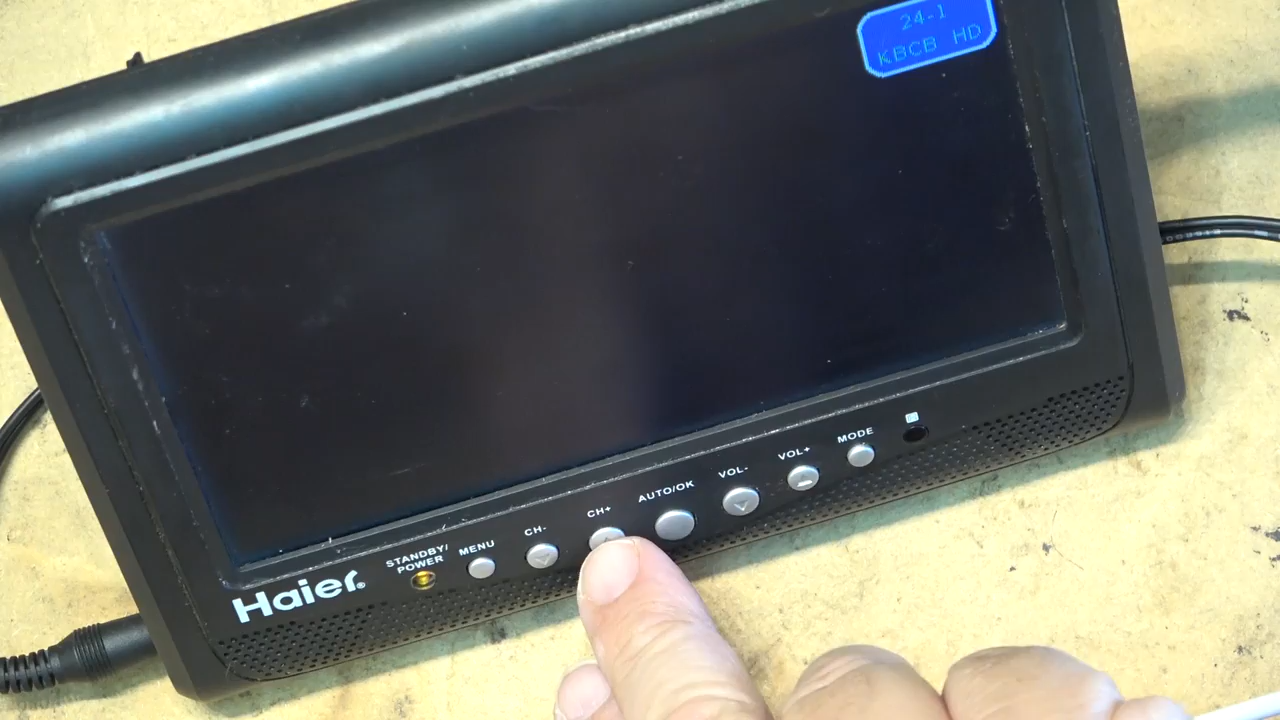 24-1
KBCB HD
Haier®
STANDBY/
POWER
MENU
CH-
CH+
AUTO/OK
VOL-
VOL+
MODE